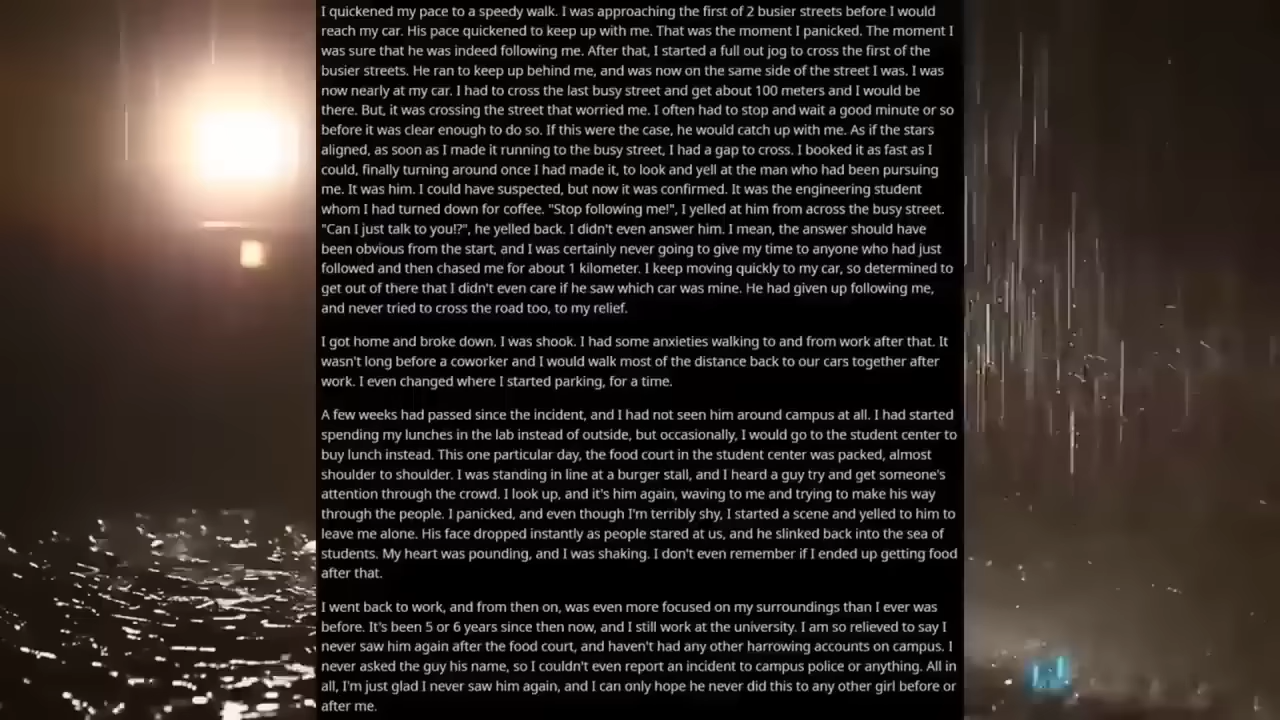 I quickened my pace to a speedy walk. I was approaching the first of 2 busier streets before I would
reach my car. His pace quickened to keep up with me. That was the moment I panicked. The moment I
was sure that he was indeed following me. After that, I started a full out jog to cross the first of the
busier streets. He ran to keep up behind me, and was now on the same side of the street I was. I was
now nearly at my car. I had to cross the last busy street and get about 100 meters and I would be
there. But, it was crossing the street that worried me. I often had to stop and wait a good minute or so
before it was clear enough to do so. If this were the case, he would catch up with me. As if the stars
aligned, as soon as I made it running to the busy street, I had a gap to cross. I booked it as fast as I
could, finally turning around once I had made it, to look and yell at the man who had been pursuing
me. It was him. I could have suspected, but now it was confirmed. It was the engineering student
whom I had turned down for coffee. "Stop following me!", I yelled at him from across the busy street.
"Can I just talk to you!?", he yelled back. I didn't even answer him. I mean, the answer should have
been obvious from the start, and I was certainly never going to give my time to anyone who had just
followed and then chased me for about 1 kilometer. I keep moving quickly to my car, so determined to
get out of there that I didn't even care if he saw which car was mine. He had given up following me,
and never tried to cross the road too, to my relief.
I got home and broke down. I was shook. I had some anxieties walking to and from work after that. It
wasn't long before a coworker and I would walk most of the distance back to our cars together after
work. I even changed where I started parking, for a time.
A few weeks had passed since the incident, and I had not seen him around campus at all. I had started
spending my lunches in the lab instead of outside, but occasionally, I would go to the student center to
buy lunch instead. This one particular day, the food court in the student center was packed, almost
shoulder to shoulder. I was standing in line at a burger stall, and I heard a guy try and get someone's
attention through the crowd. I look up, and it's him again, waving to me and trying to make his way
through the people. I panicked, and even though I'm terribly shy, I started a scene and yelled to him to
leave me alone. His face dropped instantly as people stared at us, and he slinked back into the sea of
students. My heart was pounding, and I was shaking. I don't even remember if I ended up getting food
after that.
I went back to work, and from then on, was even more focused on my surroundings than I ever was
before. It's been 5 or 6 years since then now, and I still work at the university. I am so relieved to say I
never saw him again after the food court, and haven't had any other harrowing accounts on campus. I
never asked the guy his name, so I couldn't even report an incident to campus police or anything. All in
all, I'm just glad I never saw him again, and I can only hope he never did this to any other girl before or
after me.